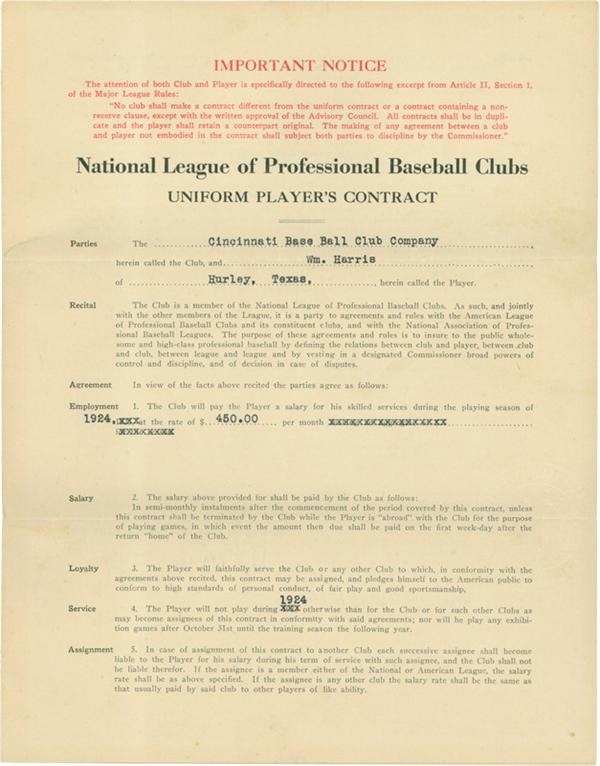 IMPORTANT NOTICE
The attention of both Club and Player is specifically directed to the following excerpt from Article II, Section 1,
of the Major League Rules:
"No club shall make a contract different from the uniform contract or a contract containing a non-
reserve clause, except with the written approval of the Advisory Council. All contracts shall be in dupli-
cate and the player shall retain a counterpart original. The making of any agreement between a club
and player not embodied in the contract shall subject both parties to discipline by the Commissioner."
National League of Professional Baseball Clubs
UNIFORM PLAYER'S CONTRACT
Parties The Cincinnati Base Ball Club Company
herein called the Club, and Wm. Harris
of Hurley, Texas, , herein called the Player.
Recital The Club is a member of the National League of Professional Baseball Clubs. As such, and jointly
with the other members of the League, it is a party to agreements and rules with the American League
of Professional Baseball Clubs and its constituent clubs, and with the National Association of Profes-
sional Baseball Leagues. The purpose of these agreements and rules is to insure to the public whole-
some and high-class professional baseball by defining the relations between club and player, between club
and club, between league and league and by vesting in a designated Commissioner broad powers of
control and discipline, and of decision in case of disputes.
Agreement In view of the facts above recited the parties agree as follows:
Employment 1. The Club will pay the Player a salary for his skilled services during the playing season of
1924, xxx at the rate of $ 450.00 per month xxxxxxxxxxxxxxxxx
xxxxxxxx
Salary 2. The salary above provided for shall be paid by the Club as follows:
In semi-monthly instalments after the commencement of the period covered by this contract, unless
this contract shall be terminated by the Club while the Player is "abroad" with the Club for the purpose
of playing games, in which event the amount then due shall be paid on the first week-day after the
return "home" of the Club.
Loyalty 3. The Player will faithfully serve the Club or any other Club to which, in conformity with the
agreements above recited, this contract may be assigned, and pledges himself to the American public to
conform to high standards of personal conduct, of fair play and good sportsmanship.
1924
Service 4. The Player will not play during xxx otherwise than for the Club or for such other Clubs as
may become assignees of this contract in conformity with said agreements; nor will he play any exhibi-
tion games after October 31st until the training season the following year.
Assignment 5. In case of assignment of this contract to another Club each successive assignee shall become
liable to the Player for his salary during his term of service with such assignee, and the Club shall not
be liable therefor. If the assignee is a member either of the National or American League, the salary
rate shall be as above specified. If the assignee is any other club the salary rate shall be the same as
that usually paid by said club to other players of like ability.